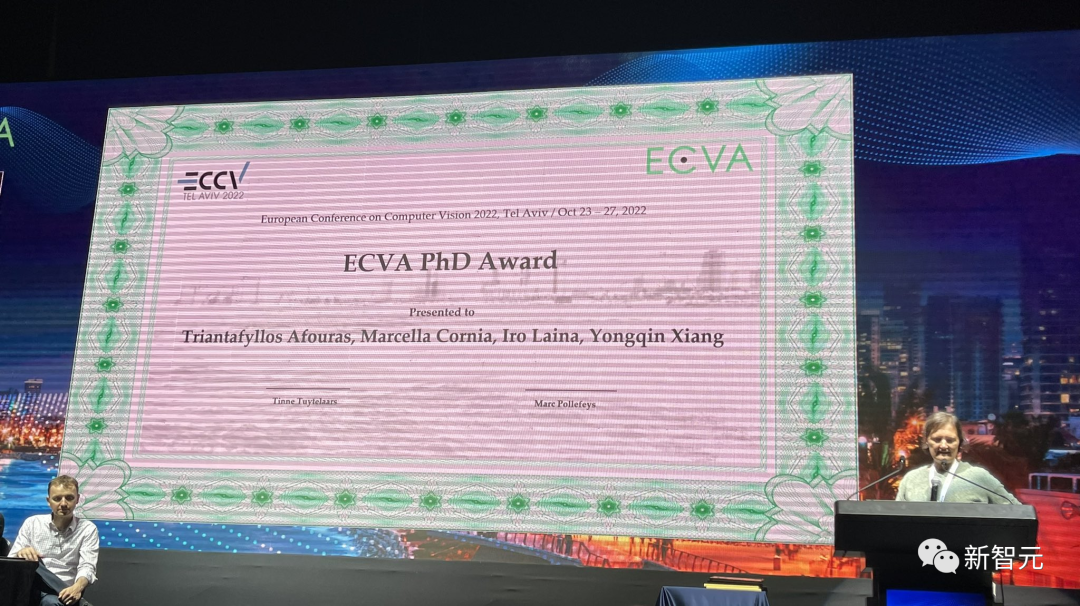 A
ECCV
TEL AVIV 2022
ECVA
European Conference on Computer Vision 2022, Tel Aviv / Oct 23 – 27, 2022
ECVA PhD Award
Presented to
Triantafyllos Afouras, Marcella Cornia, Iro Laina, Yongqin Xiang
Tinne Tuytelaars
Marc Pollefeys
新智元